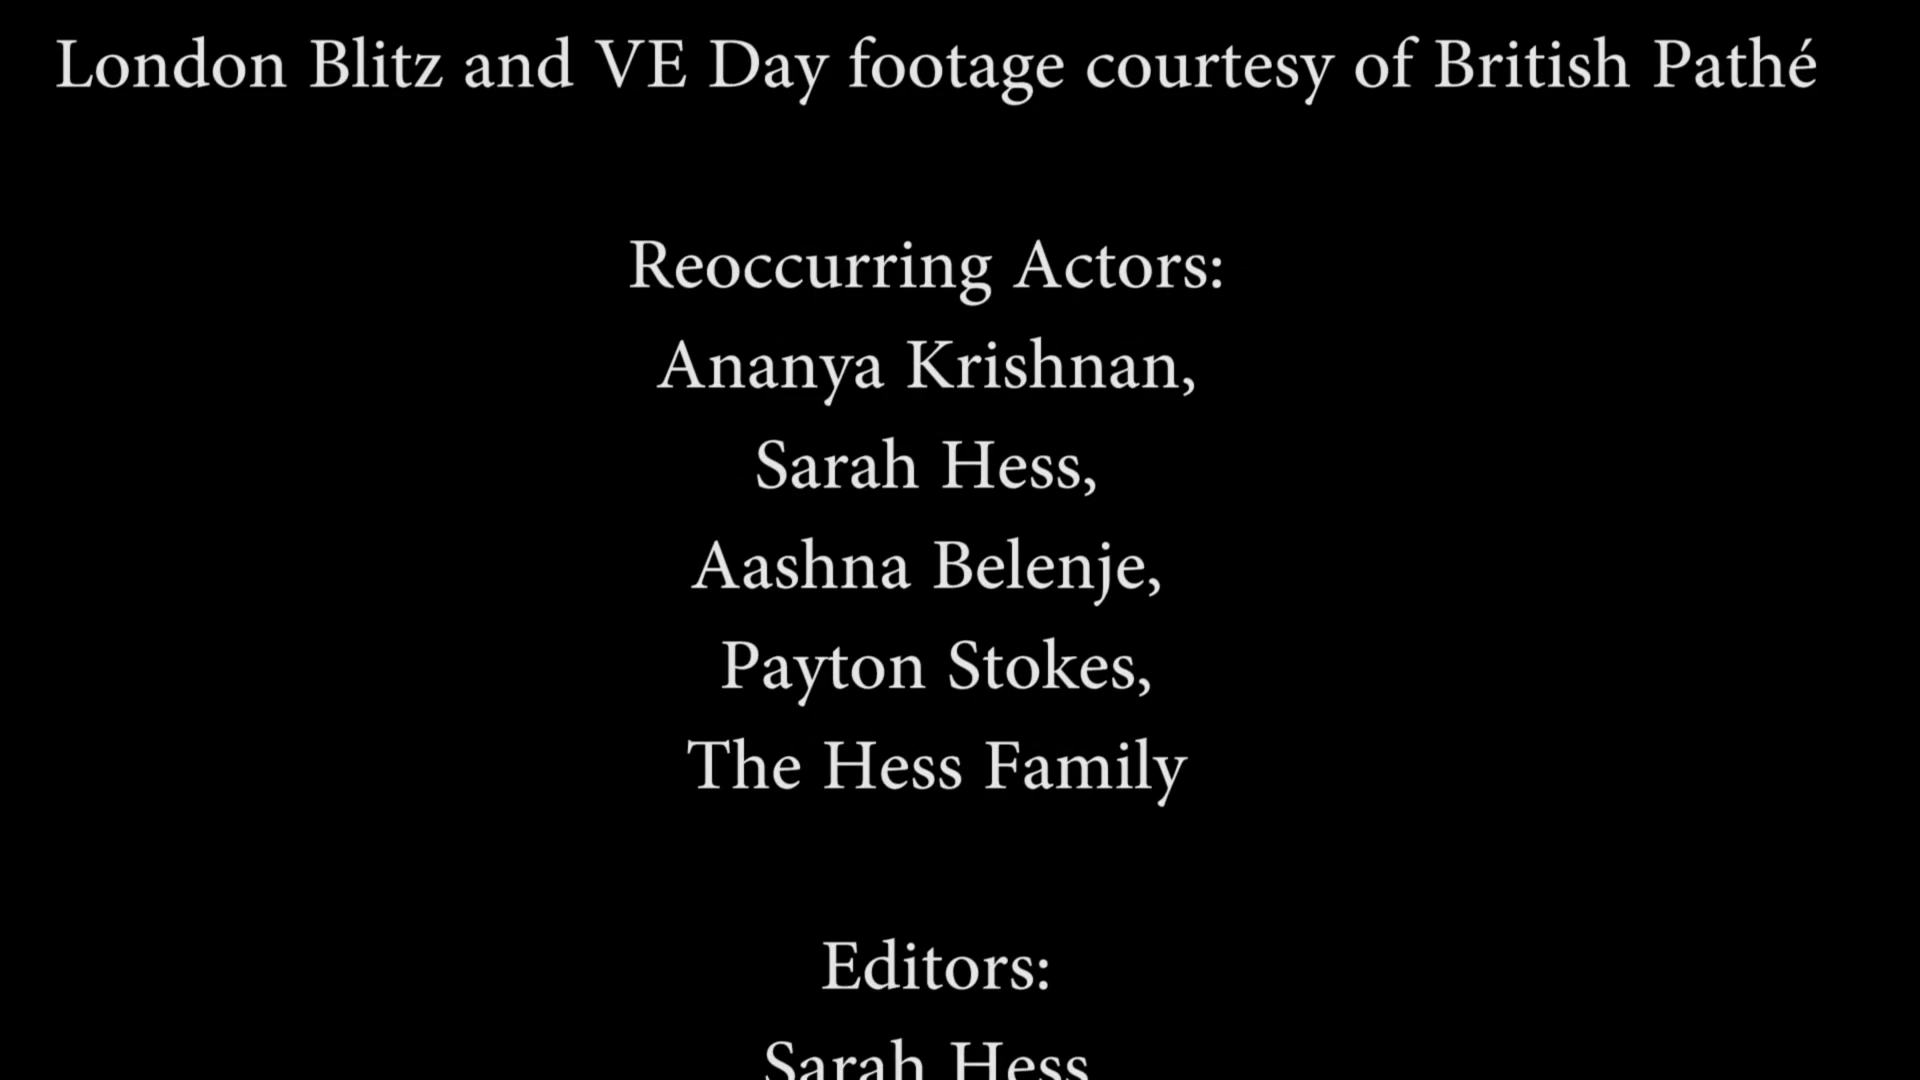 London Blitz and VE Day footage courtesy of British Pathé
Reoccurring Actors:
Ananya Krishnan,
Sarah Hess,
Aashna Belenje,
Payton Stokes,
The Hess Family
Editors:
Sarah Hess